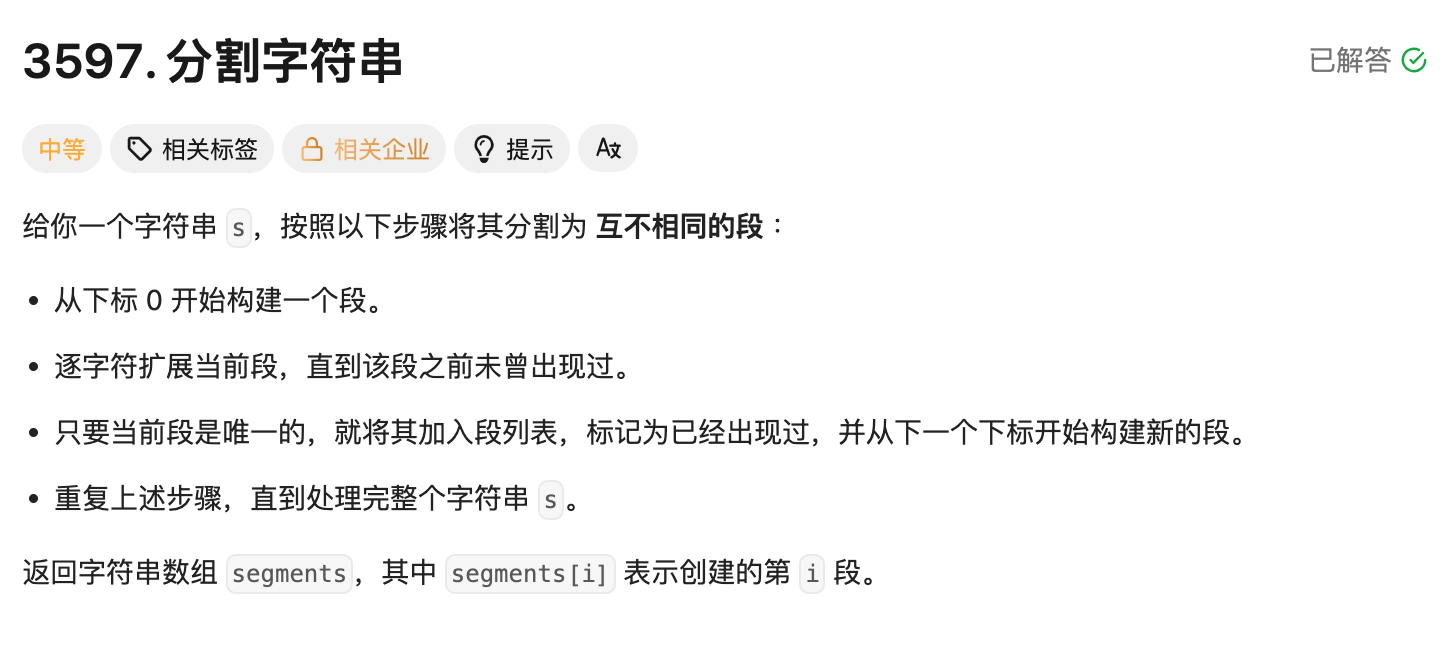 3597. 分割字符串
已解答
中等 相关标签 相关企业 提示 A文
给你一个字符串 s，按照以下步骤将其分割为 互不相同的段：
• 从下标 0 开始构建一个段。
• 逐字符扩展当前段，直到该段之前未曾出现过。
• 只要当前段是唯一的，就将其加入段列表，标记为已经出现过，并从下一个下标开始构建新的段。
• 重复上述步骤，直到处理完整个字符串 s。
返回字符串数组 segments，其中 segments[i] 表示创建的第 i 段。